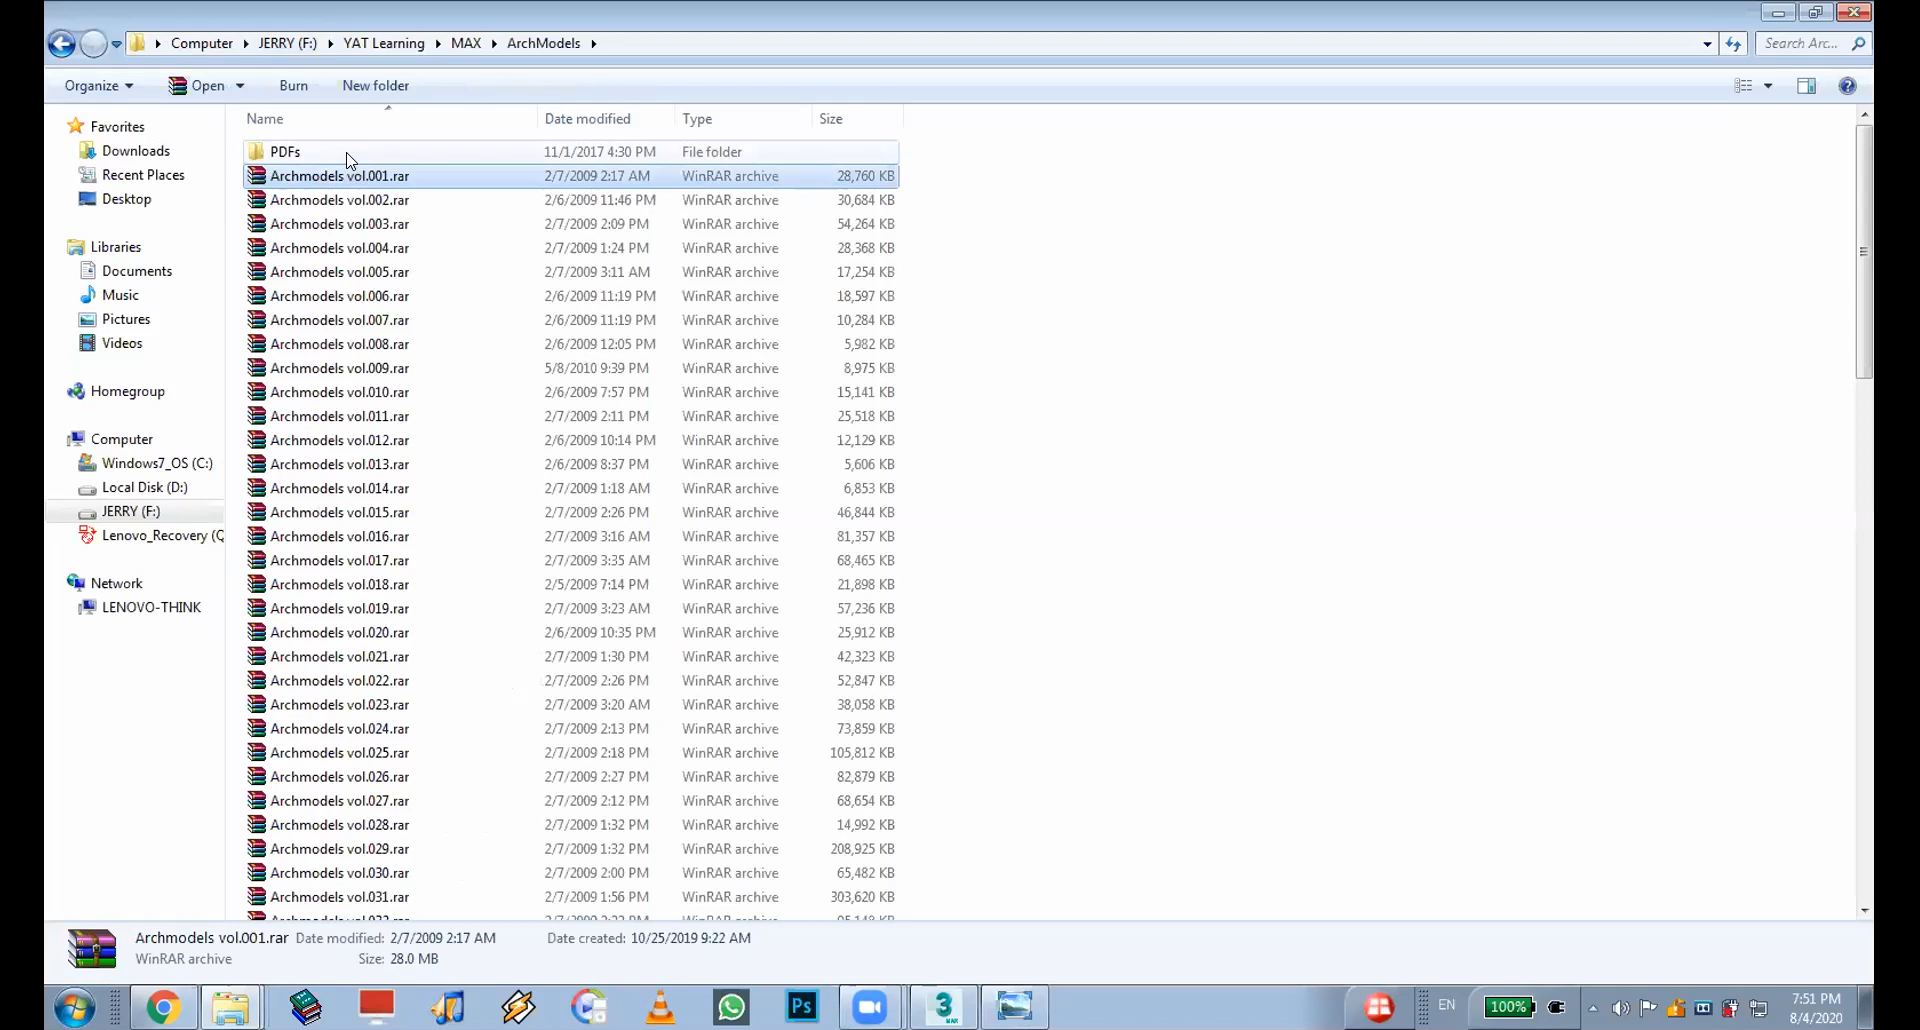 Computer JERRY (F:) YAT Learning MAX ArchModels
Search Arc...
Organize Open Burn New folder
Name Date modified Type Size
Favorites
Downloads
Recent Places
Desktop
Libraries
Documents
Music
Pictures
Videos
Homegroup
Computer
Windows7_OS (C:)
Local Disk (D:)
JERRY (F:)
Lenovo_Recovery (Q
Network
LENOVO-THINK
PDFs 11/1/2017 4:30 PM File folder
Archmodels vol.001.rar 2/7/2009 2:17 AM WinRAR archive 28,760 KB
Archmodels vol.002.rar 2/6/2009 11:46 PM WinRAR archive 30,684 KB
Archmodels vol.003.rar 2/7/2009 2:09 PM WinRAR archive 54,264 KB
Archmodels vol.004.rar 2/7/2009 1:24 PM WinRAR archive 28,368 KB
Archmodels vol.005.rar 2/7/2009 3:11 AM WinRAR archive 17,254 KB
Archmodels vol.006.rar 2/6/2009 11:19 PM WinRAR archive 18,597 KB
Archmodels vol.007.rar 2/6/2009 11:19 PM WinRAR archive 10,284 KB
Archmodels vol.008.rar 2/6/2009 12:05 PM WinRAR archive 5,982 KB
Archmodels vol.009.rar 5/8/2010 9:39 PM WinRAR archive 8,975 KB
Archmodels vol.010.rar 2/6/2009 7:57 PM WinRAR archive 15,141 KB
Archmodels vol.011.rar 2/7/2009 2:11 PM WinRAR archive 25,518 KB
Archmodels vol.012.rar 2/6/2009 10:14 PM WinRAR archive 12,129 KB
Archmodels vol.013.rar 2/6/2009 8:37 PM WinRAR archive 5,606 KB
Archmodels vol.014.rar 2/7/2009 1:18 AM WinRAR archive 6,853 KB
Archmodels vol.015.rar 2/7/2009 2:26 PM WinRAR archive 46,844 KB
Archmodels vol.016.rar 2/7/2009 3:16 AM WinRAR archive 81,357 KB
Archmodels vol.017.rar 2/7/2009 3:35 AM WinRAR archive 68,465 KB
Archmodels vol.018.rar 2/5/2009 7:14 PM WinRAR archive 21,898 KB
Archmodels vol.019.rar 2/7/2009 3:23 AM WinRAR archive 57,236 KB
Archmodels vol.020.rar 2/6/2009 10:35 PM WinRAR archive 25,912 KB
Archmodels vol.021.rar 2/7/2009 1:30 PM WinRAR archive 42,323 KB
Archmodels vol.022.rar 2/7/2009 2:26 PM WinRAR archive 52,847 KB
Archmodels vol.023.rar 2/7/2009 3:20 AM WinRAR archive 38,058 KB
Archmodels vol.024.rar 2/7/2009 2:13 PM WinRAR archive 73,859 KB
Archmodels vol.025.rar 2/7/2009 2:18 PM WinRAR archive 105,812 KB
Archmodels vol.026.rar 2/7/2009 2:27 PM WinRAR archive 82,879 KB
Archmodels vol.027.rar 2/7/2009 2:12 PM WinRAR archive 68,654 KB
Archmodels vol.028.rar 2/7/2009 1:32 PM WinRAR archive 14,992 KB
Archmodels vol.029.rar 2/7/2009 1:32 PM WinRAR archive 208,925 KB
Archmodels vol.030.rar 2/7/2009 2:00 PM WinRAR archive 65,482 KB
Archmodels vol.031.rar 2/7/2009 1:56 PM WinRAR archive 303,620 KB
Archmodels vol.001.rar Date modified: 2/7/2009 2:17 AM Date created: 10/25/2019 9:22 AM
WinRAR archive Size: 28.0 MB
Ps
3
MAX
EN
100%
7:51 PM
8/4/2020